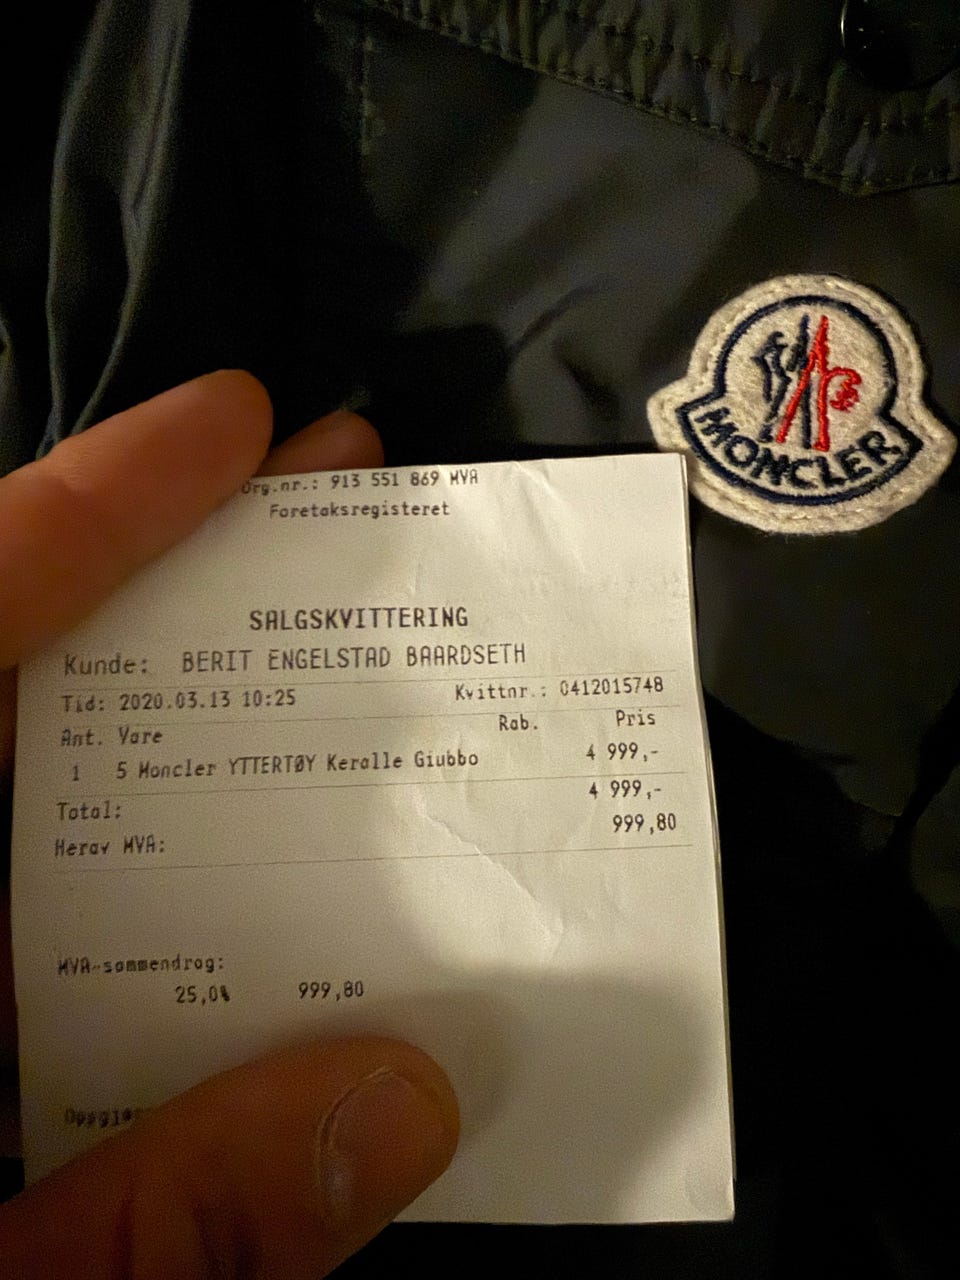 MONCLER
Org.nr.: 913 551 869 MVA
Foretaksregisteret
SALGSKVITTERING
Kunde: BERIT ENGELSTAD BAARDSETH
Tid: 2020.03.13 10:25 Kvittnr.: 0412015748
Ant. Vare Rab. Pris
1 5 Moncler YTTERTØY Keralle Giubbo 4 999,-
Total: 4 999,-
Herav MVA: 999,80
MVA-sammendrag:
25,0% 999,80